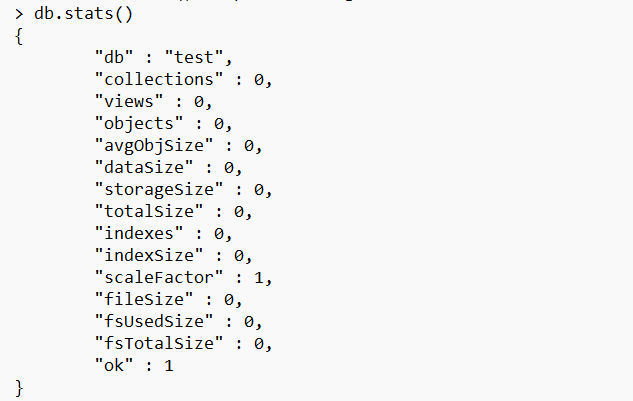 > db.stats()
{
        "db" : "test",
        "collections" : 0,
        "views" : 0,
        "objects" : 0,
        "avgObjSize" : 0,
        "dataSize" : 0,
        "storageSize" : 0,
        "totalSize" : 0,
        "indexes" : 0,
        "indexSize" : 0,
        "scaleFactor" : 1,
        "fileSize" : 0,
        "fsUsedSize" : 0,
        "fsTotalSize" : 0,
        "ok" : 1
}